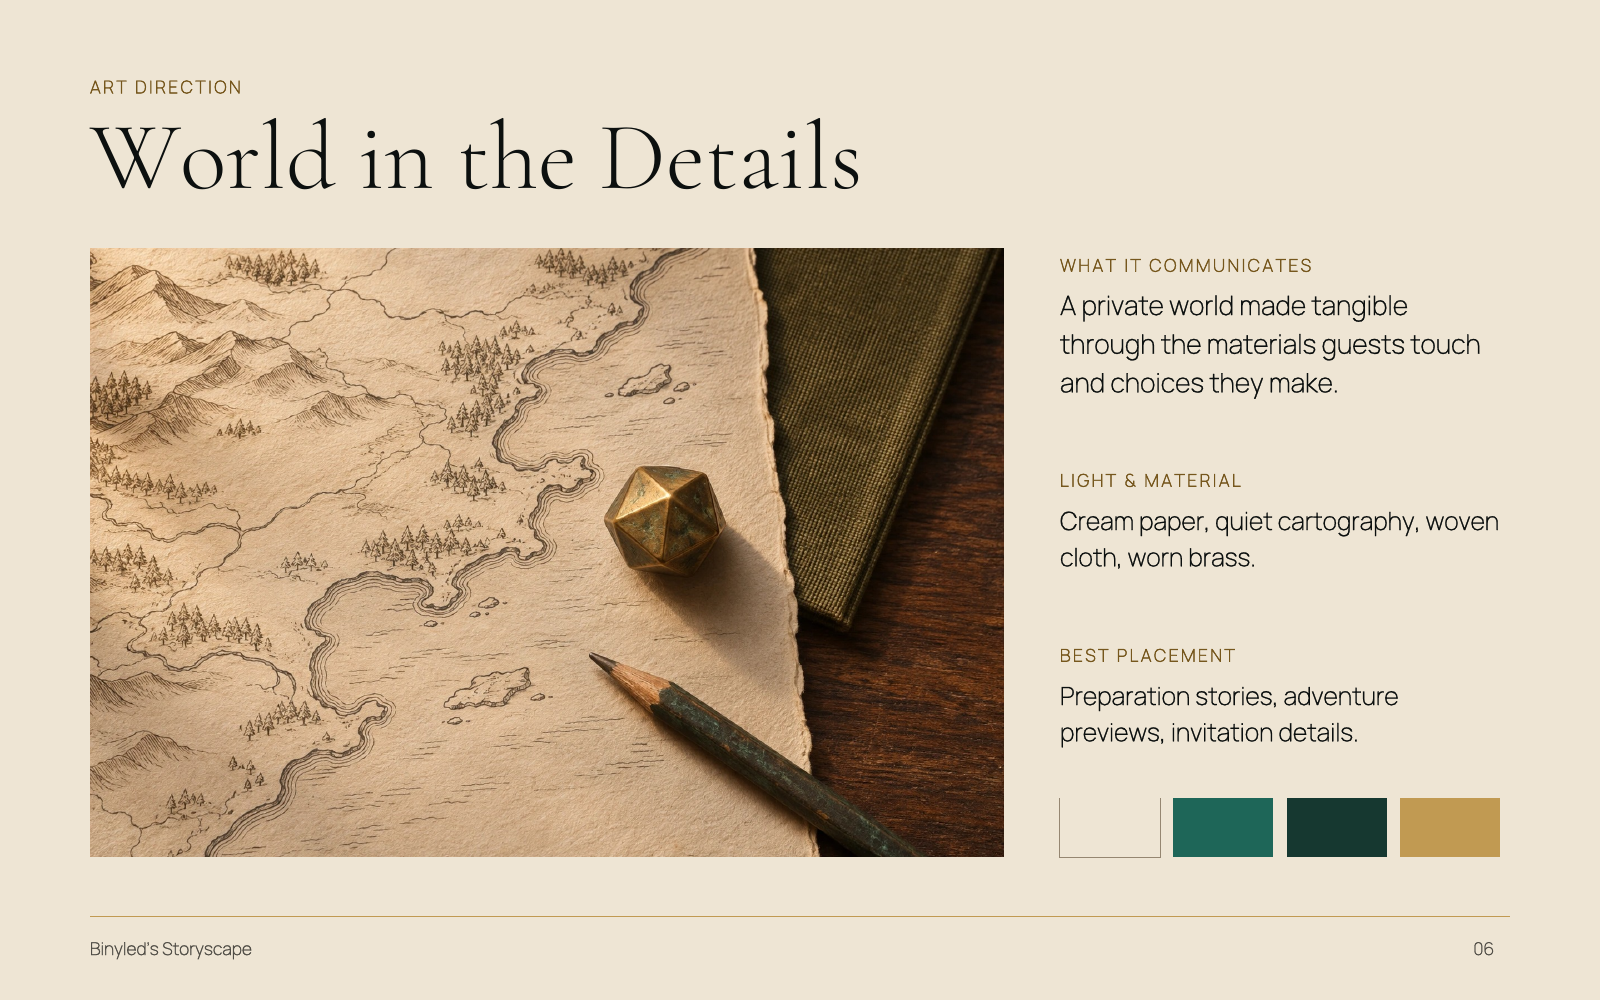 ART DIRECTION
World in the Details
WHAT IT COMMUNICATES
A private world made tangible
through the materials guests touch
and choices they make.
LIGHT & MATERIAL
Cream paper, quiet cartography, woven
cloth, worn brass.
BEST PLACEMENT
Preparation stories, adventure
previews, invitation details.
Binyled's Storyscape
06